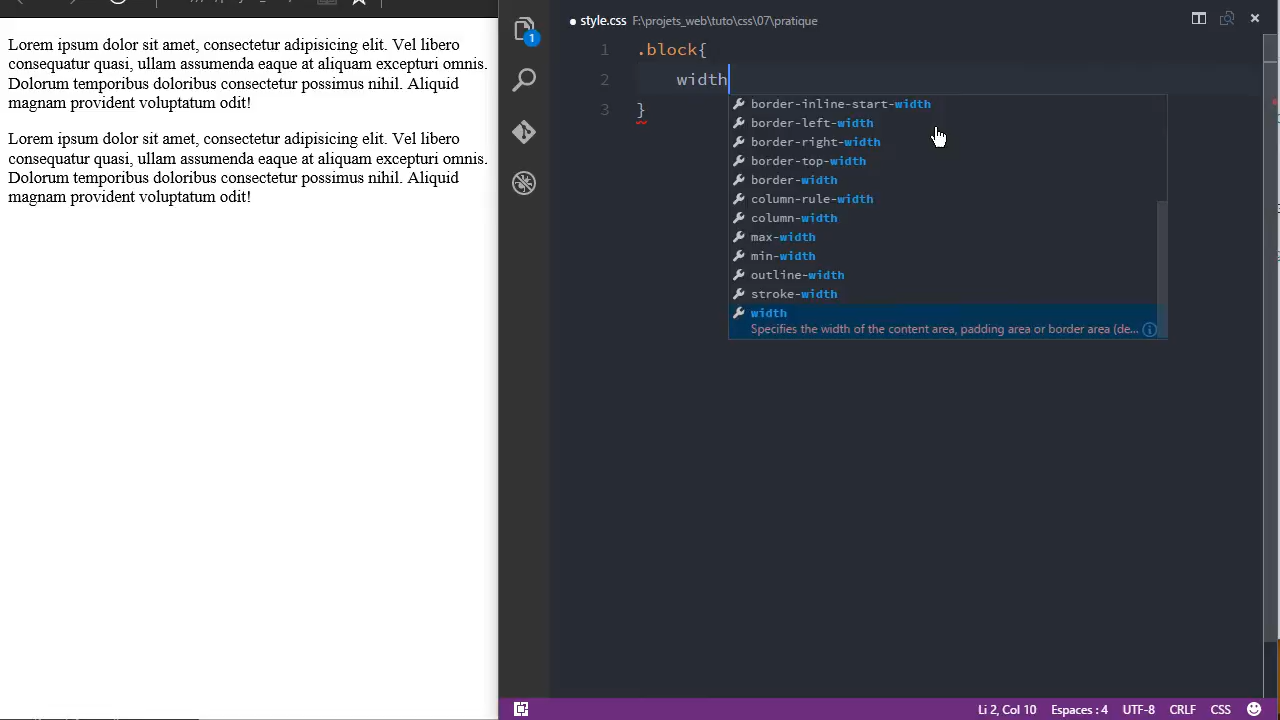 Lorem ipsum dolor sit amet, consectetur adipisicing elit. Vel libero
consequatur quasi, ullam assumenda eaque at aliquam excepturi omnis.
Dolorum temporibus doloribus consectetur possimus nihil. Aliquid
magnam provident voluptatum odit!
Lorem ipsum dolor sit amet, consectetur adipisicing elit. Vel libero
consequatur quasi, ullam assumenda eaque at aliquam excepturi omnis.
Dolorum temporibus doloribus consectetur possimus nihil. Aliquid
magnam provident voluptatum odit!
1
● style.css F:\projets_web\tuto\css\07\pratique
1 .block{
2 width
3 }
border-inline-start-width
border-left-width
border-right-width
border-top-width
border-width
column-rule-width
column-width
max-width
min-width
outline-width
stroke-width
width
Specifies the width of the content area, padding area or border area (de...
Li 2, Col 10 Espaces : 4 UTF-8 CRLF CSS